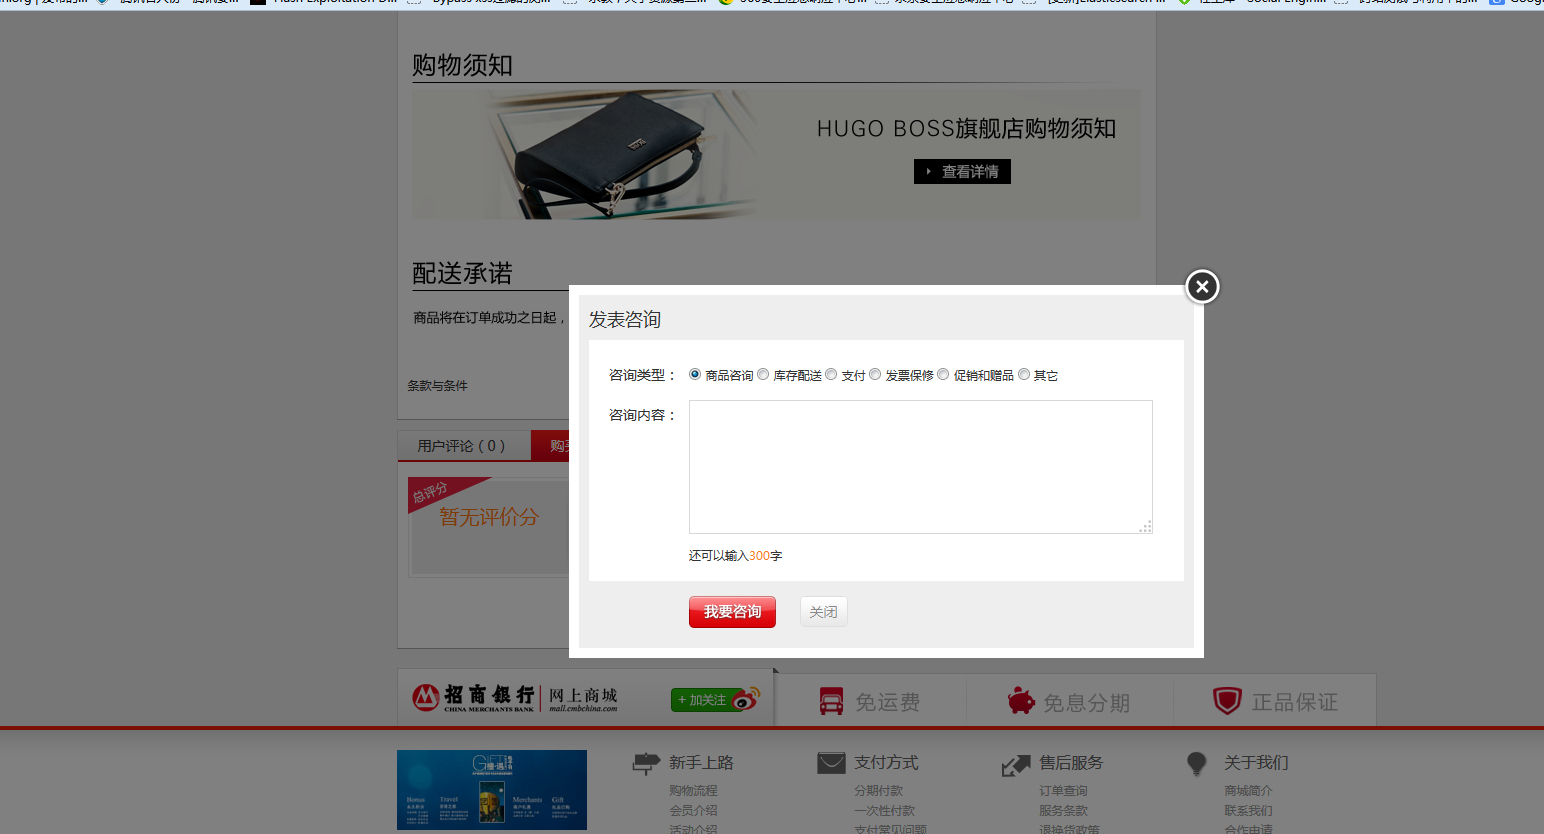 购物须知
HUGO BOSS旗舰店购物须知
查看详情
配送承诺
商品将在订单成功之日起，
条款与条件
用户评论（0）
总评分
暂无评价分
发表咨询
咨询类型：
商品咨询 库存配送 支付 发票保修 促销和赠品 其它
咨询内容：
还可以输入300字
我要咨询 关闭
招商银行 网上商城
CHINA MERCHANTS BANK mall.cmbchina.com
+加关注
免运费 免息分期 正品保证
新手上路 支付方式 售后服务 关于我们
购物流程 分期付款 订单查询 商城简介
会员介绍 一次性付款 服务条款 联系我们
活动介绍 支付常见问题 退换货政策 合作申请
GIFT
Bonus Travel Merchants Gift